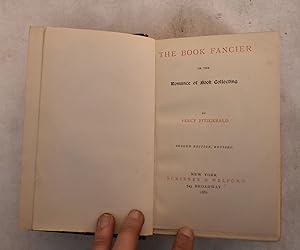 THE BOOK FANCIER
OR THE
Romance of Book Collecting
BY
PERCY FITZGERALD
SECOND EDITION, REVISED
NEW YORK
SCRIBNER & WELFORD
743 BROADWAY